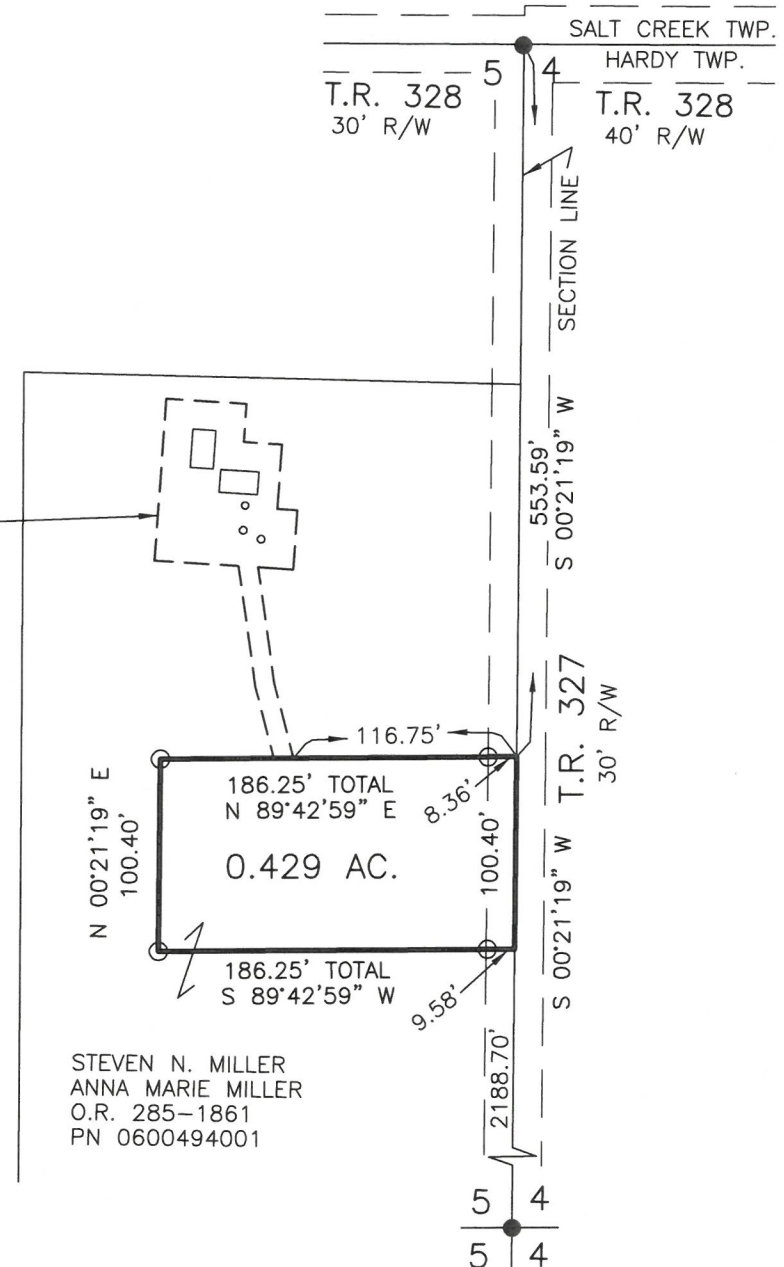 SALT CREEK TWP.
HARDY TWP.
5 4
T.R. 328
30' R/W
T.R. 328
40' R/W
SECTION LINE
553.59'
S 00°21'19" W
T.R. 327
30' R/W
116.75'
186.25' TOTAL
N 89°42'59" E
8.36'
N 00°21'19" E
100.40'
0.429 AC.
100.40'
S 00°21'19" W
186.25' TOTAL
S 89°42'59" W
9.58'
STEVEN N. MILLER
ANNA MARIE MILLER
O.R. 285-1861
PN 0600494001
2188.70'
5 4
5 4